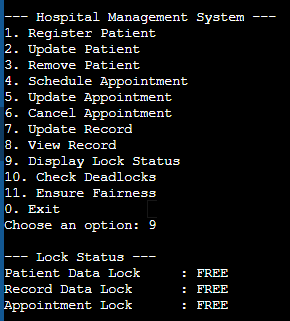 --- Hospital Management System ---
1. Register Patient
2. Update Patient
3. Remove Patient
4. Schedule Appointment
5. Update Appointment
6. Cancel Appointment
7. Update Record
8. View Record
9. Display Lock Status
10. Check Deadlocks
11. Ensure Fairness
0. Exit
Choose an option: 9
--- Lock Status ---
Patient Data Lock     : FREE
Record Data Lock      : FREE
Appointment Lock      : FREE